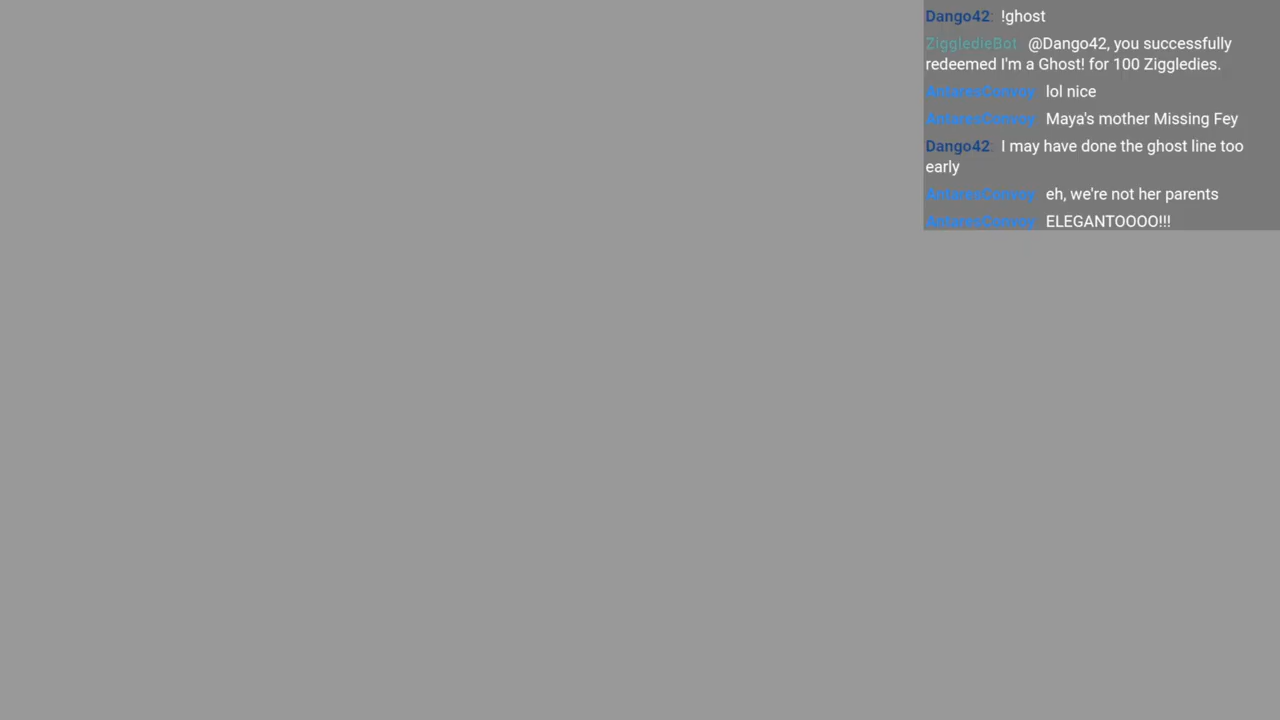 Dango42: !ghost
ZiggledieBot: @Dango42, you successfully
redeemed I'm a Ghost! for 100 Ziggledies.
AntaresConvoy: lol nice
AntaresConvoy: Maya's mother Missing Fey
Dango42: I may have done the ghost line too
early
AntaresConvoy: eh, we're not her parents
AntaresConvoy: ELEGANTOOOO!!!